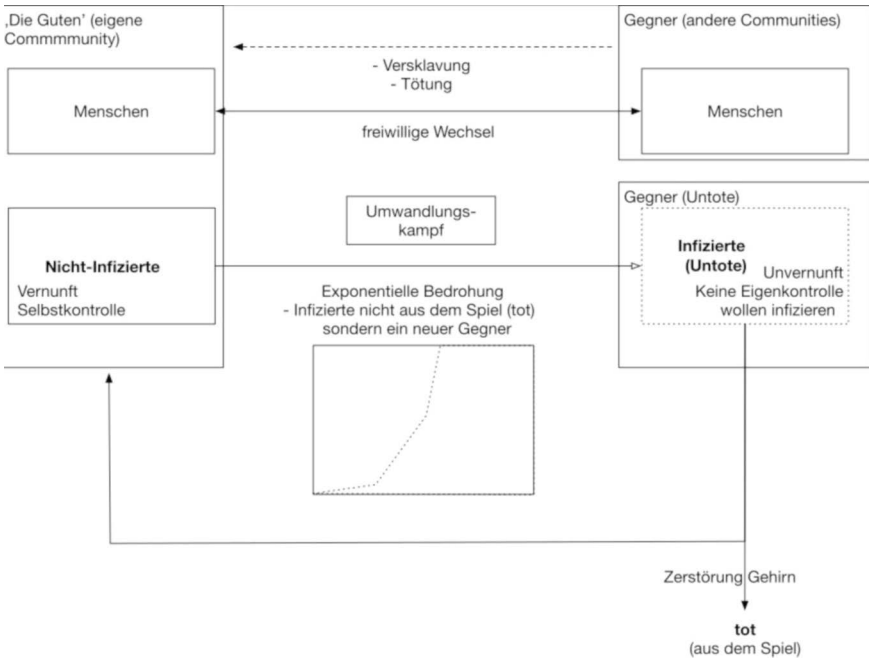 ‚Die Guten' (eigene
Commmmunity)
Gegner (andere Communities)
- Versklavung
- Tötung
Menschen
Menschen
freiwillige Wechsel
Gegner (Untote)
Umwandlungs-
kampf
Nicht-Infizierte
Vernunft
Selbstkontrolle
Infizierte
(Untote)
Unvernunft
Keine Eigenkontrolle
wollen infizieren
Exponentielle Bedrohung
- Infizierte nicht aus dem Spiel (tot)
sondern ein neuer Gegner
Zerstörung Gehirn
tot
(aus dem Spiel)